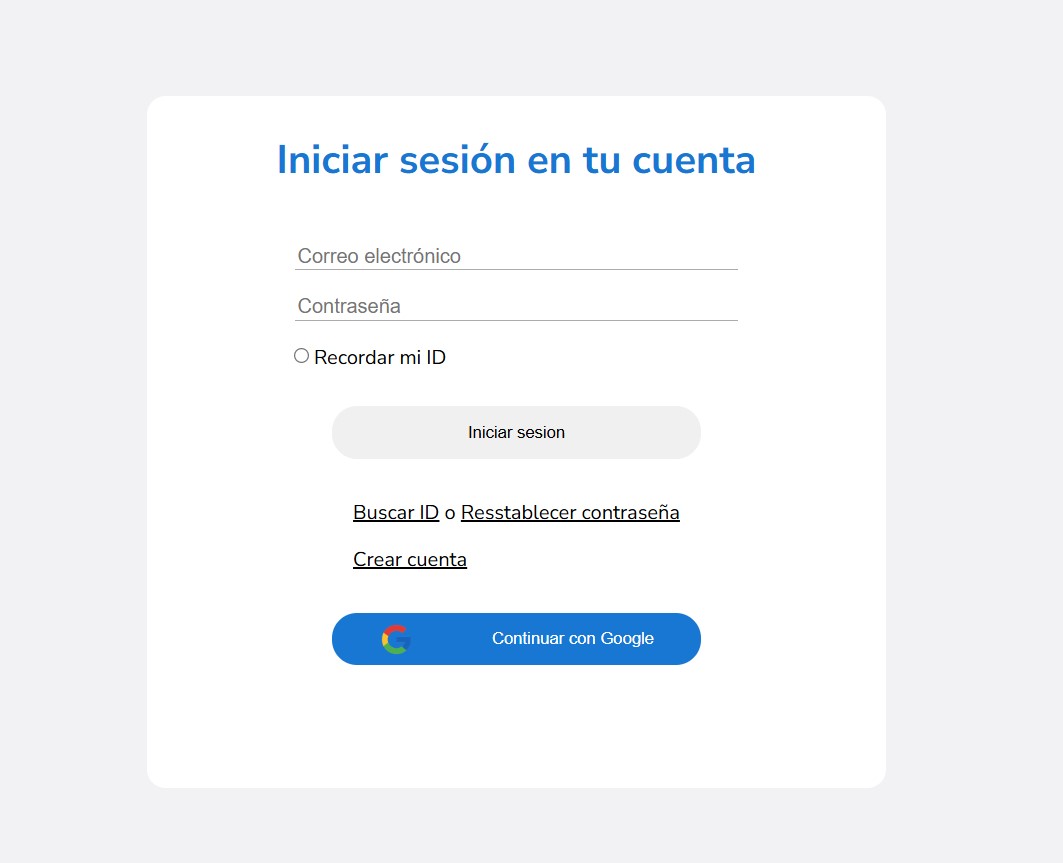 Iniciar sesión en tu cuenta
Correo electrónico
Contraseña
Recordar mi ID
Iniciar sesion
Buscar ID o Resstablecer contraseña
Crear cuenta
Continuar con Google